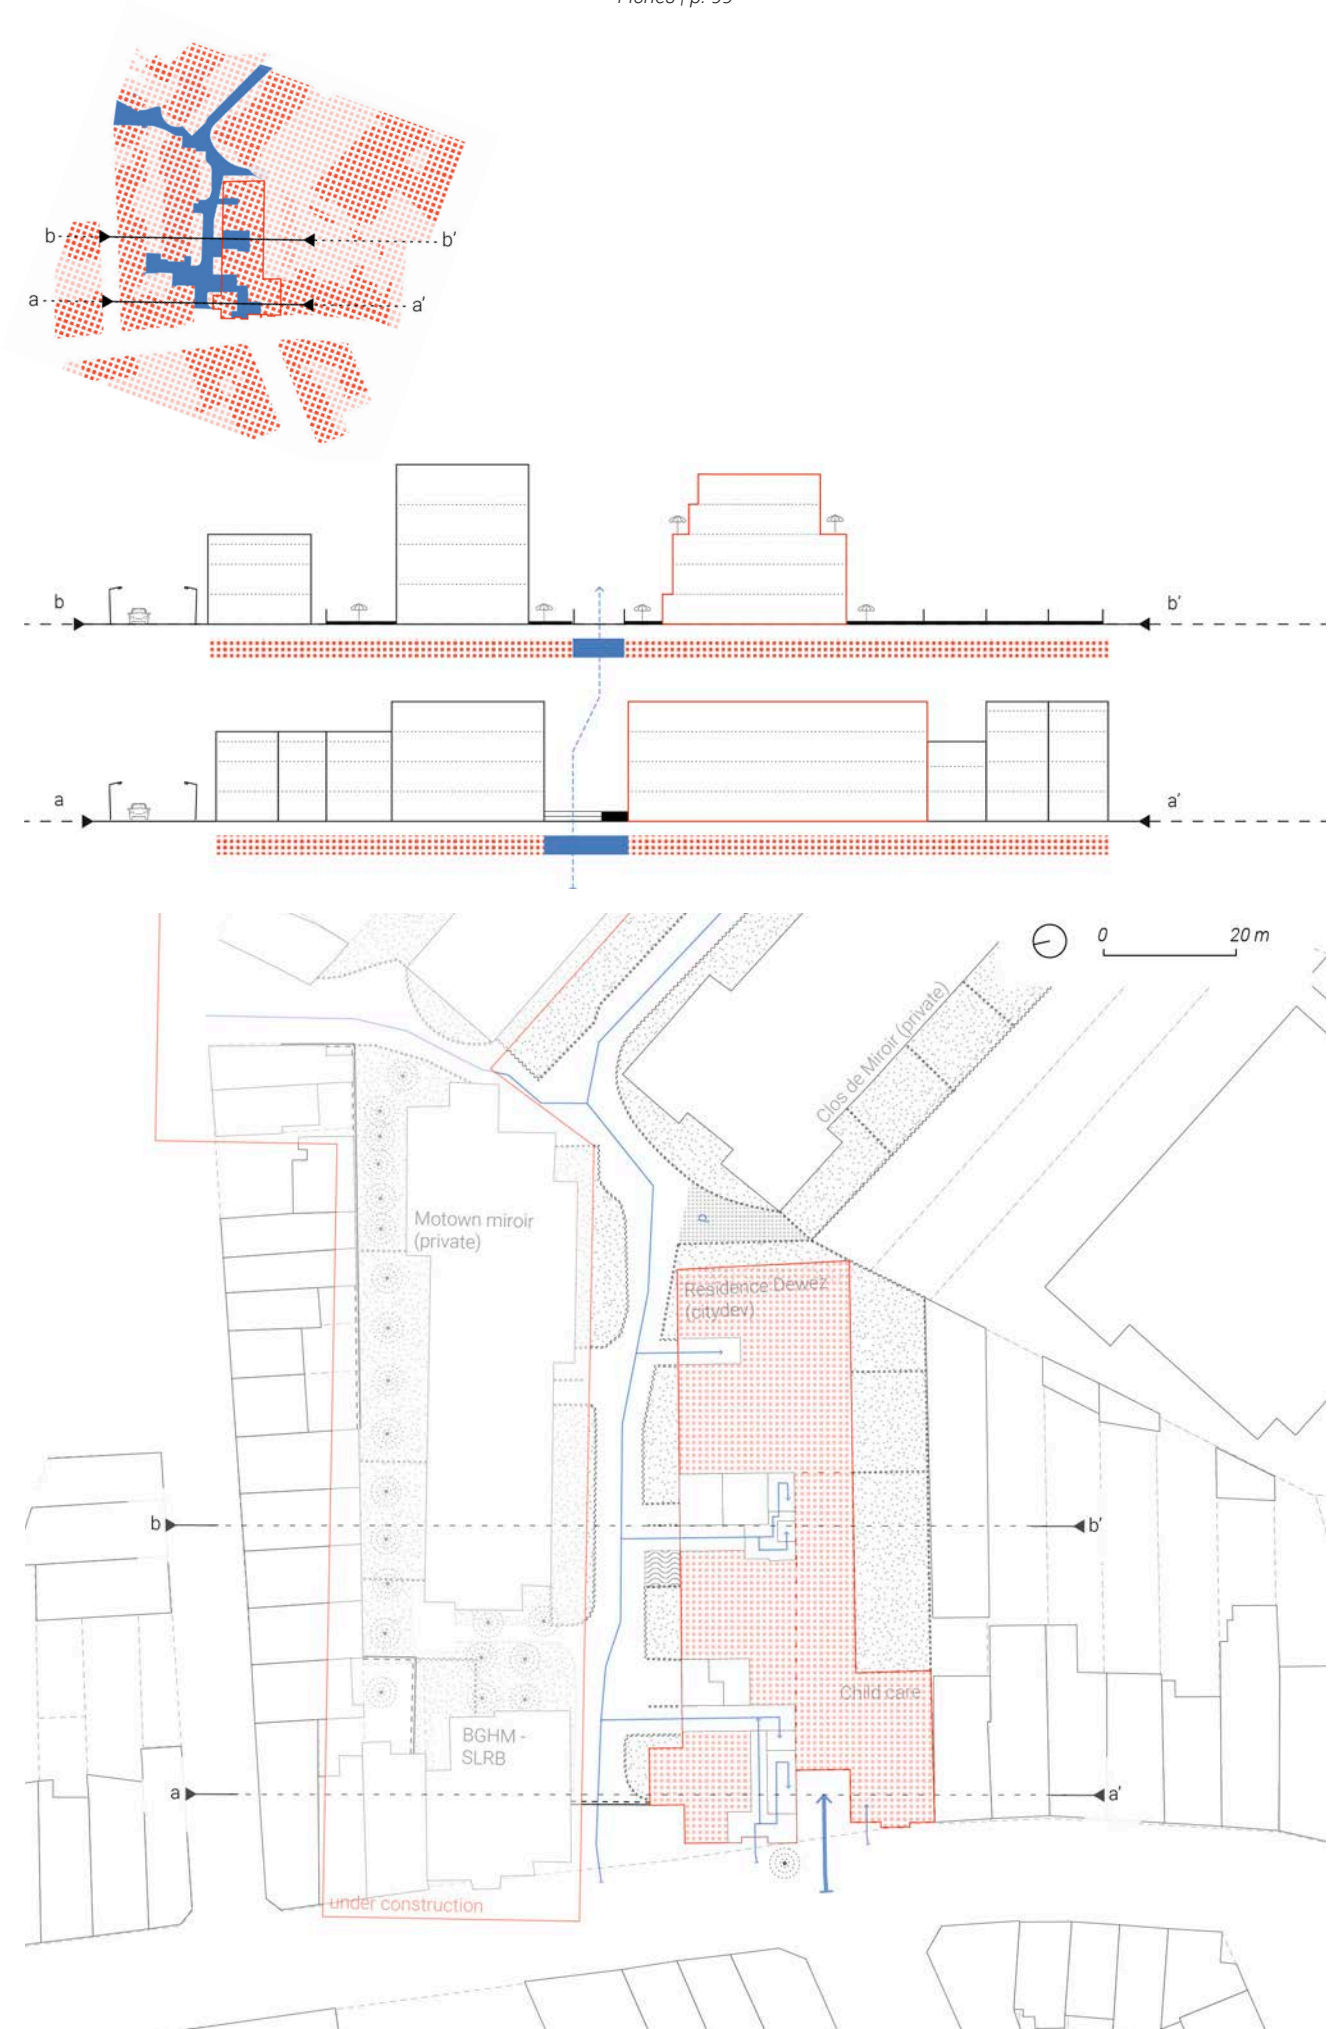 b
b'
a
a'
b
b'
a
a'
0
20 m
Clos de Miroir (private)
Motown miroir
(private)
p
Residence Dewez
(citydev)
b
b'
Child care
BGHM -
SLRB
a
a'
under construction